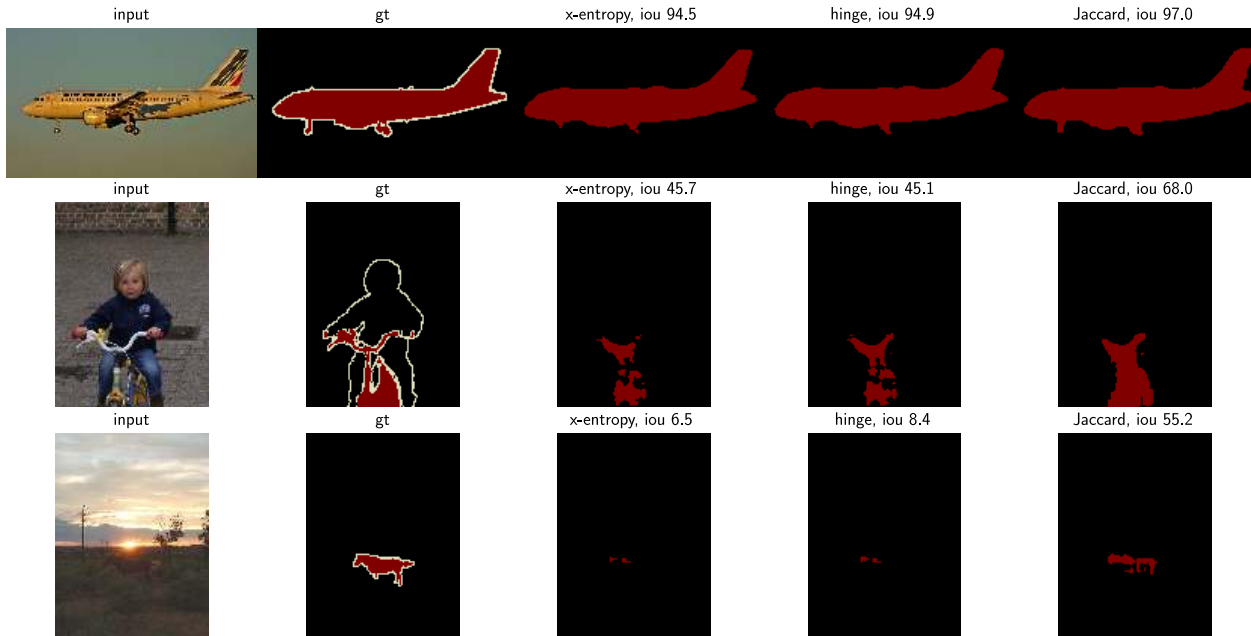 input gt x-entropy, iou 94.5 hinge, iou 94.9 Jaccard, iou 97.0
input gt x-entropy, iou 45.7 hinge, iou 45.1 Jaccard, iou 68.0
input gt x-entropy, iou 6.5 hinge, iou 8.4 Jaccard, iou 55.2